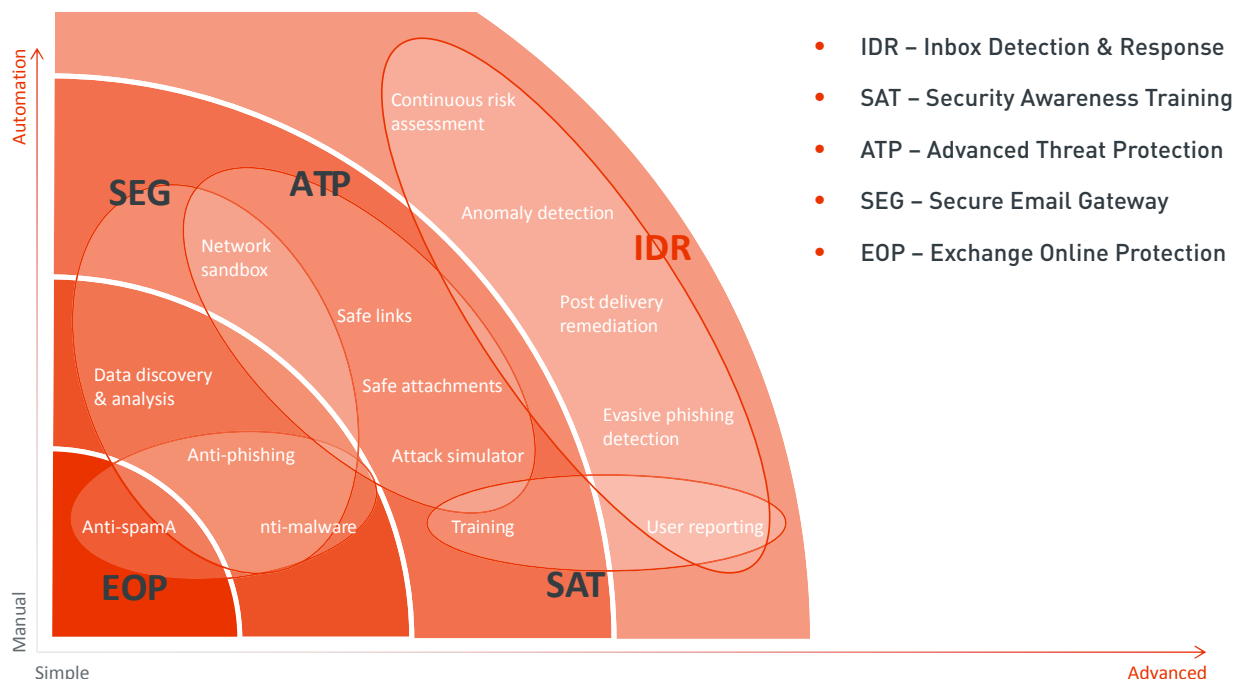 Automation
Manual
Simple
Advanced
SEG
ATP
IDR
EOP
SAT
Continuous risk
assessment
Anomaly detection
Network
sandbox
Post delivery
remediation
Safe links
Data discovery
& analysis
Safe attachments
Evasive phishing
detection
Anti-phishing
Attack simulator
Anti-spamA
nti-malware
Training
User reporting
• IDR – Inbox Detection & Response
• SAT – Security Awareness Training
• ATP – Advanced Threat Protection
• SEG – Secure Email Gateway
• EOP – Exchange Online Protection